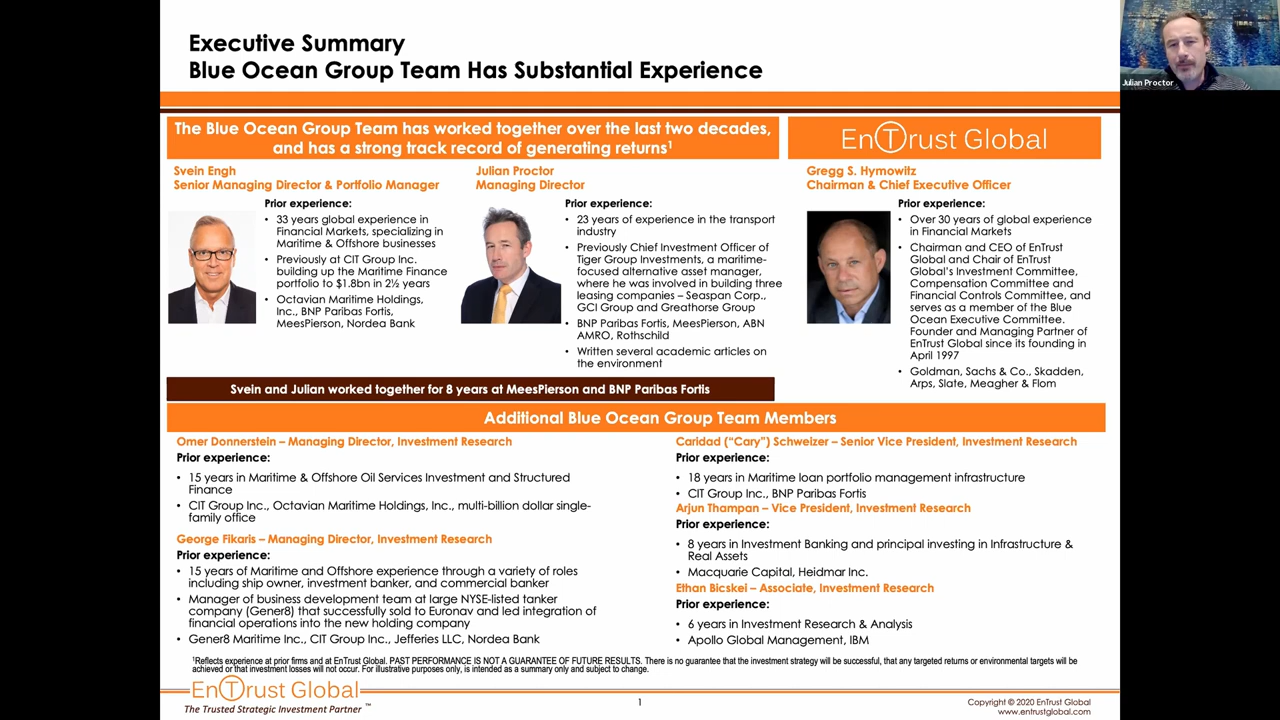 Executive Summary
Blue Ocean Group Team Has Substantial Experience
Julian Proctor
The Blue Ocean Group Team has worked together over the last two decades,
and has a strong track record of generating returns¹
EnTrust Global
Svein Engh
Senior Managing Director & Portfolio Manager
Prior experience:
• 33 years global experience in
Financial Markets, specializing in
Maritime & Offshore businesses
• Previously at CIT Group Inc.
building up the Maritime Finance
portfolio to $1.8bn in 2½ years
• Octavian Maritime Holdings,
Inc., BNP Paribas Fortis,
MeesPierson, Nordea Bank
Julian Proctor
Managing Director
Prior experience:
• 23 years of experience in the transport
industry
• Previously Chief Investment Officer of
Tiger Group Investments, a maritime-
focused alternative asset manager,
where he was involved in building three
leasing companies – Seaspan Corp.,
GCI Group and Greathorse Group
• BNP Paribas Fortis, MeesPierson, ABN
AMRO, Rothschild
• Written several academic articles on
the environment
Gregg S. Hymowitz
Chairman & Chief Executive Officer
Prior experience:
• Over 30 years of global experience
in Financial Markets
• Chairman and CEO of EnTrust
Global and Chair of EnTrust
Global's Investment Committee,
Compensation Committee and
Financial Controls Committee, and
serves as a member of the Blue
Ocean Executive Committee.
Founder and Managing Partner of
EnTrust Global since its founding in
April 1997
• Goldman, Sachs & Co., Skadden,
Arps, Slate, Meagher & Flom
Svein and Julian worked together for 8 years at MeesPierson and BNP Paribas Fortis
Additional Blue Ocean Group Team Members
Omer Donnerstein – Managing Director, Investment Research
Prior experience:
• 15 years in Maritime & Offshore Oil Services Investment and Structured
Finance
• CIT Group Inc., Octavian Maritime Holdings, Inc., multi-billion dollar single-
family office
George Fikaris – Managing Director, Investment Research
Prior experience:
• 15 years of Maritime and Offshore experience through a variety of roles
including ship owner, investment banker, and commercial banker
• Manager of business development team at large NYSE-listed tanker
company (Gener8) that successfully sold to Euronav and led integration of
financial operations into the new holding company
• Gener8 Maritime Inc., CIT Group Inc., Jefferies LLC, Nordea Bank
Caridad ("Cary") Schweizer – Senior Vice President, Investment Research
Prior experience:
• 18 years in Maritime loan portfolio management infrastructure
• CIT Group Inc., BNP Paribas Fortis
Arjun Thampan – Vice President, Investment Research
Prior experience:
• 8 years in Investment Banking and principal investing in Infrastructure &
Real Assets
• Macquarie Capital, Heidmar Inc.
Ethan Bicskei – Associate, Investment Research
Prior experience:
• 6 years in Investment Research & Analysis
• Apollo Global Management, IBM
¹Reflects experience at prior firms and at EnTrust Global. PAST PERFORMANCE IS NOT A GUARANTEE OF FUTURE RESULTS. There is no guarantee that the investment strategy will be successful, that any targeted returns or environmental targets will be
achieved or that investment losses will not occur. For illustrative purposes only, is intended as a summary only and subject to change.
EnTrust Global
The Trusted Strategic Investment Partner ™
1
Copyright © 2020 EnTrust Global
www.entrustglobal.com